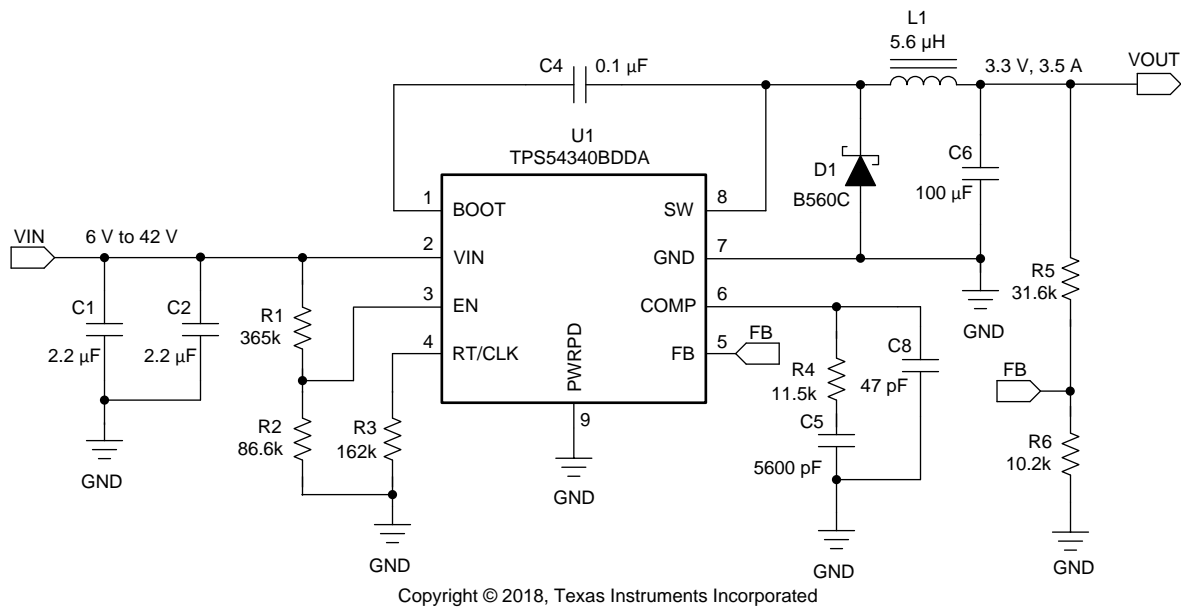 L1
5.6 µH
C4
0.1 µF
3.3 V, 3.5 A
VOUT
U1
TPS54340BDDA
D1
B560C
C6
100 µF
1
BOOT
SW
8
VIN
6 V to 42 V
2
VIN
GND
7
3
EN
COMP
6
4
RT/CLK
FB
5
FB
PWRPD
9
C1
2.2 µF
C2
2.2 µF
R1
365k
R2
86.6k
R3
162k
GND
GND
GND
R4
11.5k
C8
47 pF
C5
5600 pF
GND
GND
R5
31.6k
FB
R6
10.2k
GND
Copyright © 2018, Texas Instruments Incorporated